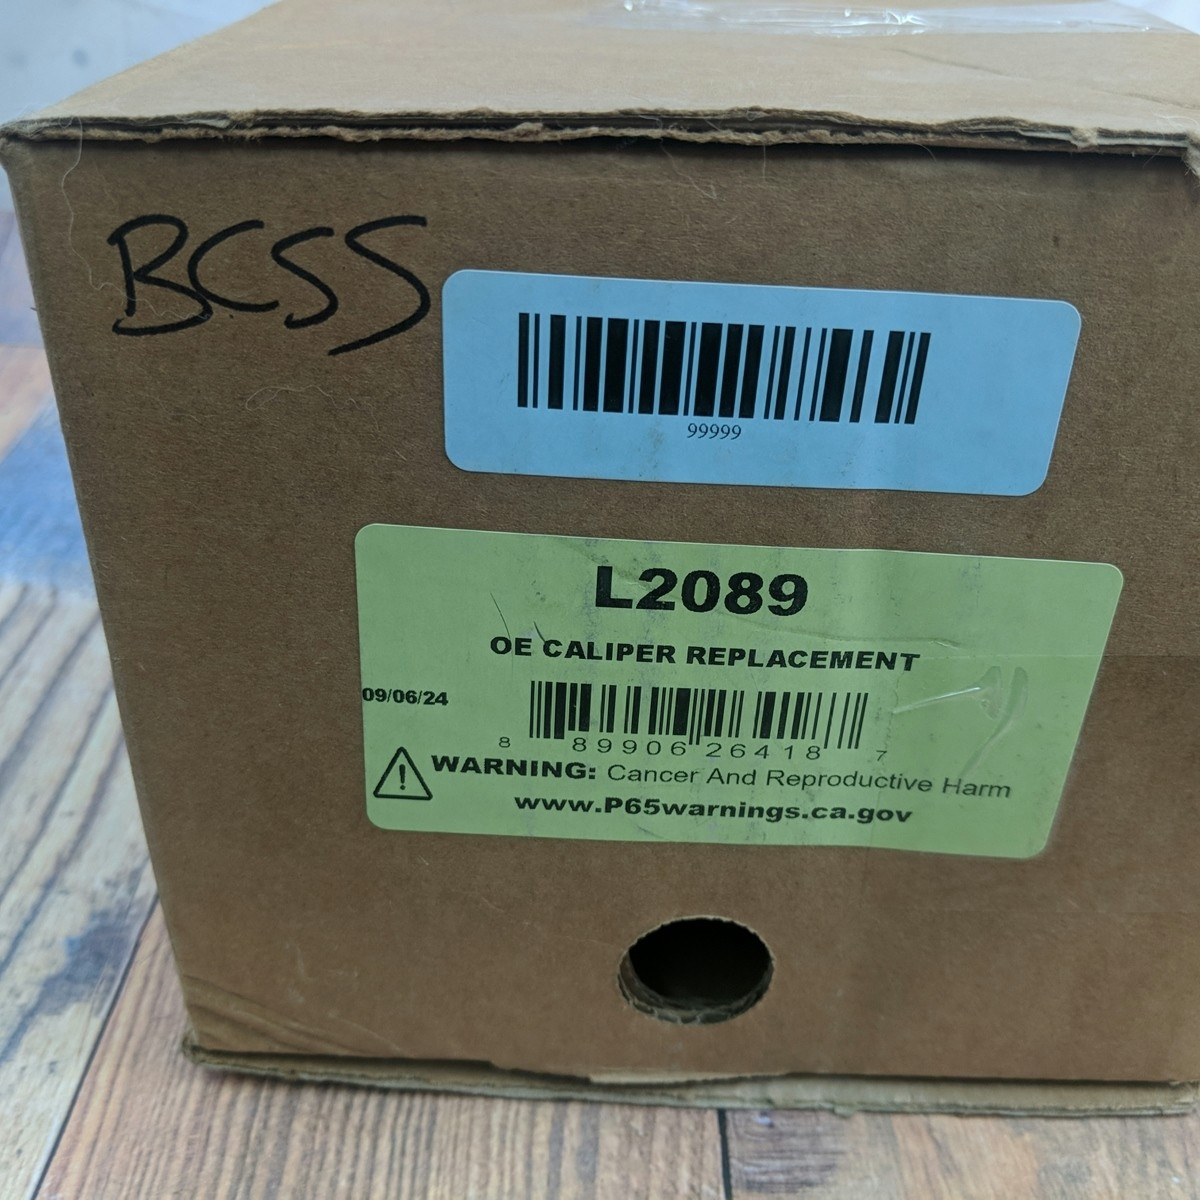 BCSS
99999
L2089
OE CALIPER REPLACEMENT
09/06/24
8 89906 26418 7
WARNING: Cancer And Reproductive Harm
www.P65warnings.ca.gov